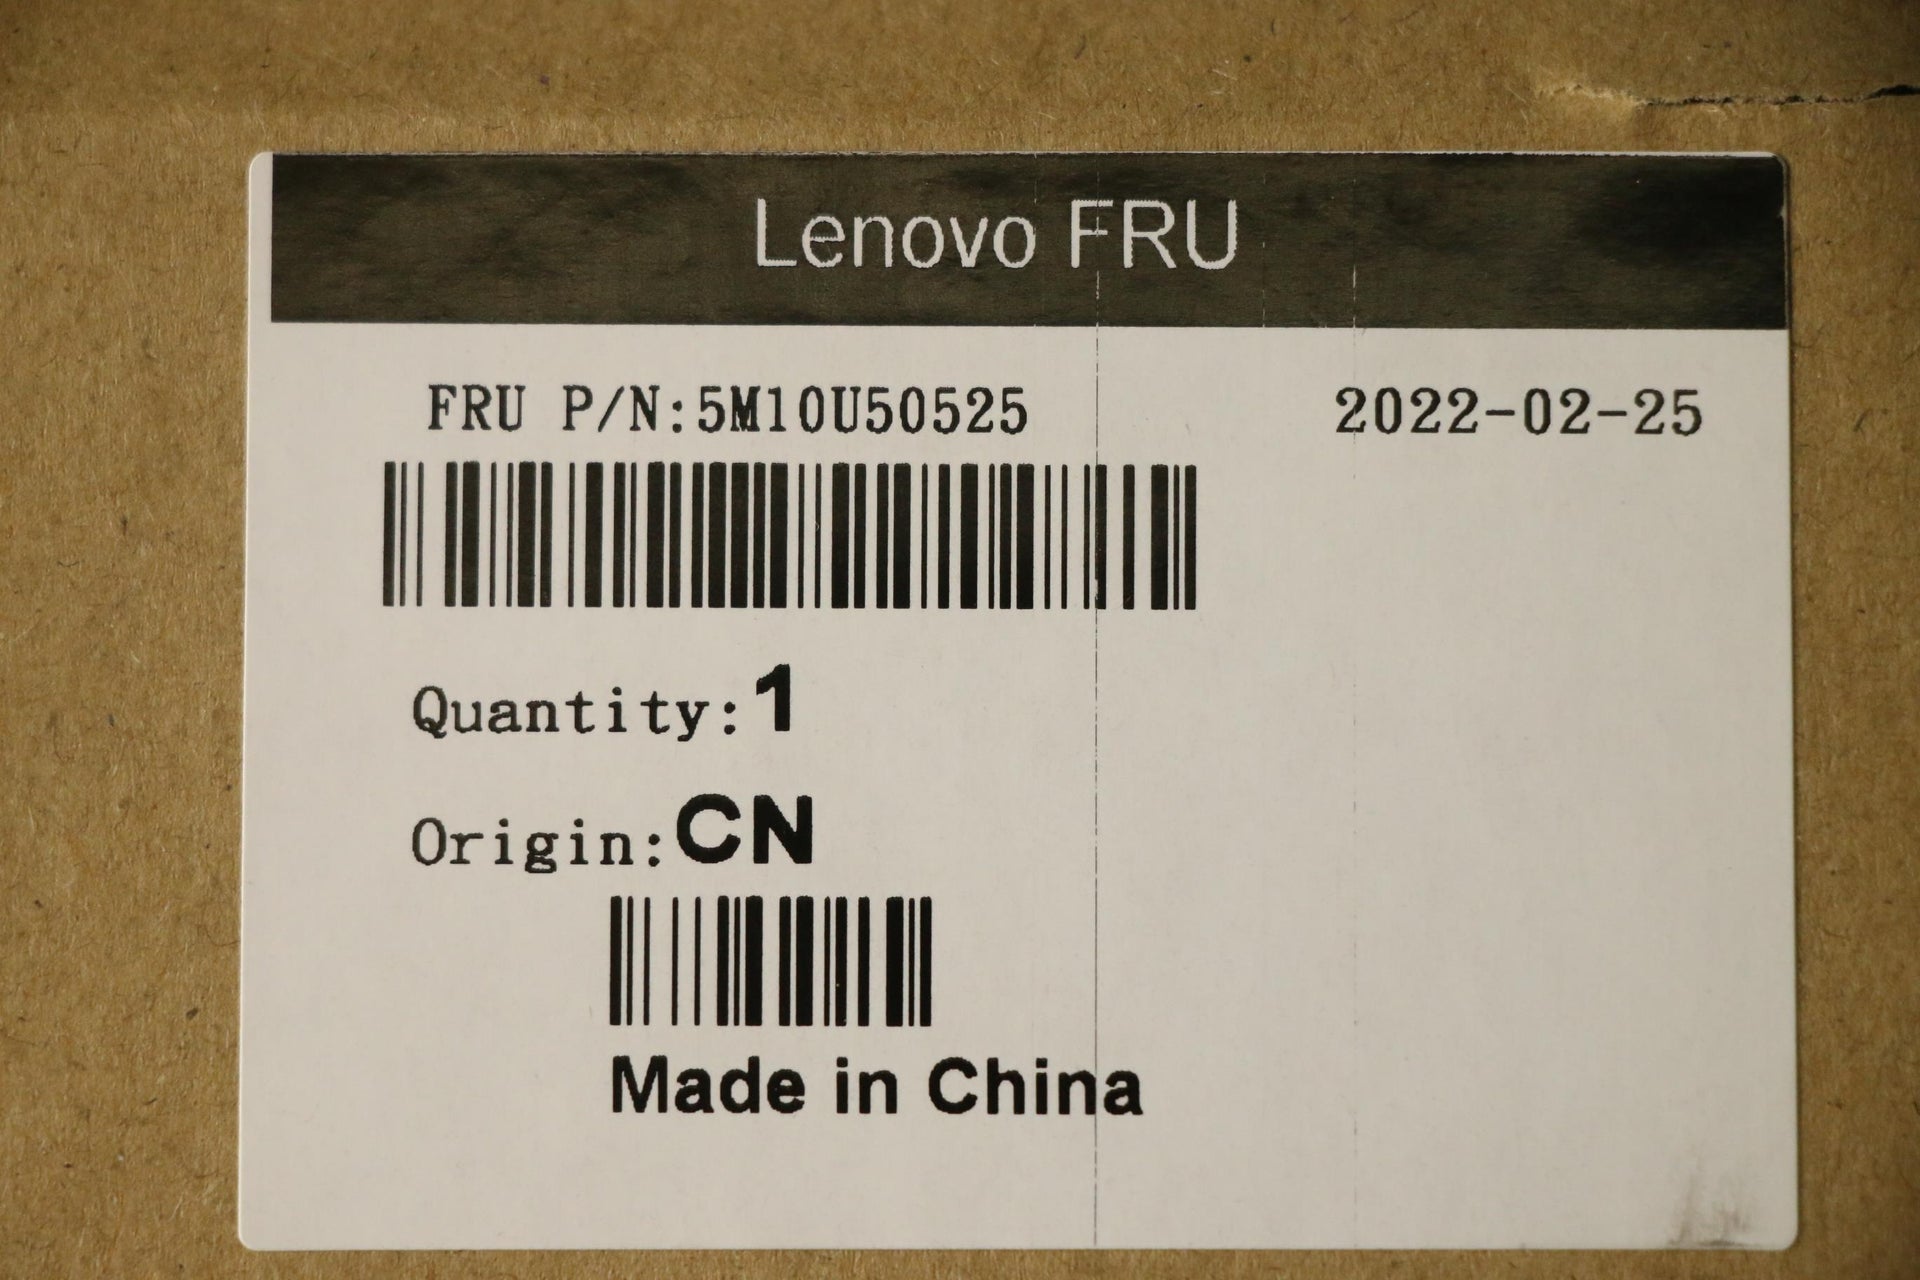 Lenovo FRU
FRU P/N:5M10U50525 2022-02-25
Quantity:1
Origin:CN
Made in China